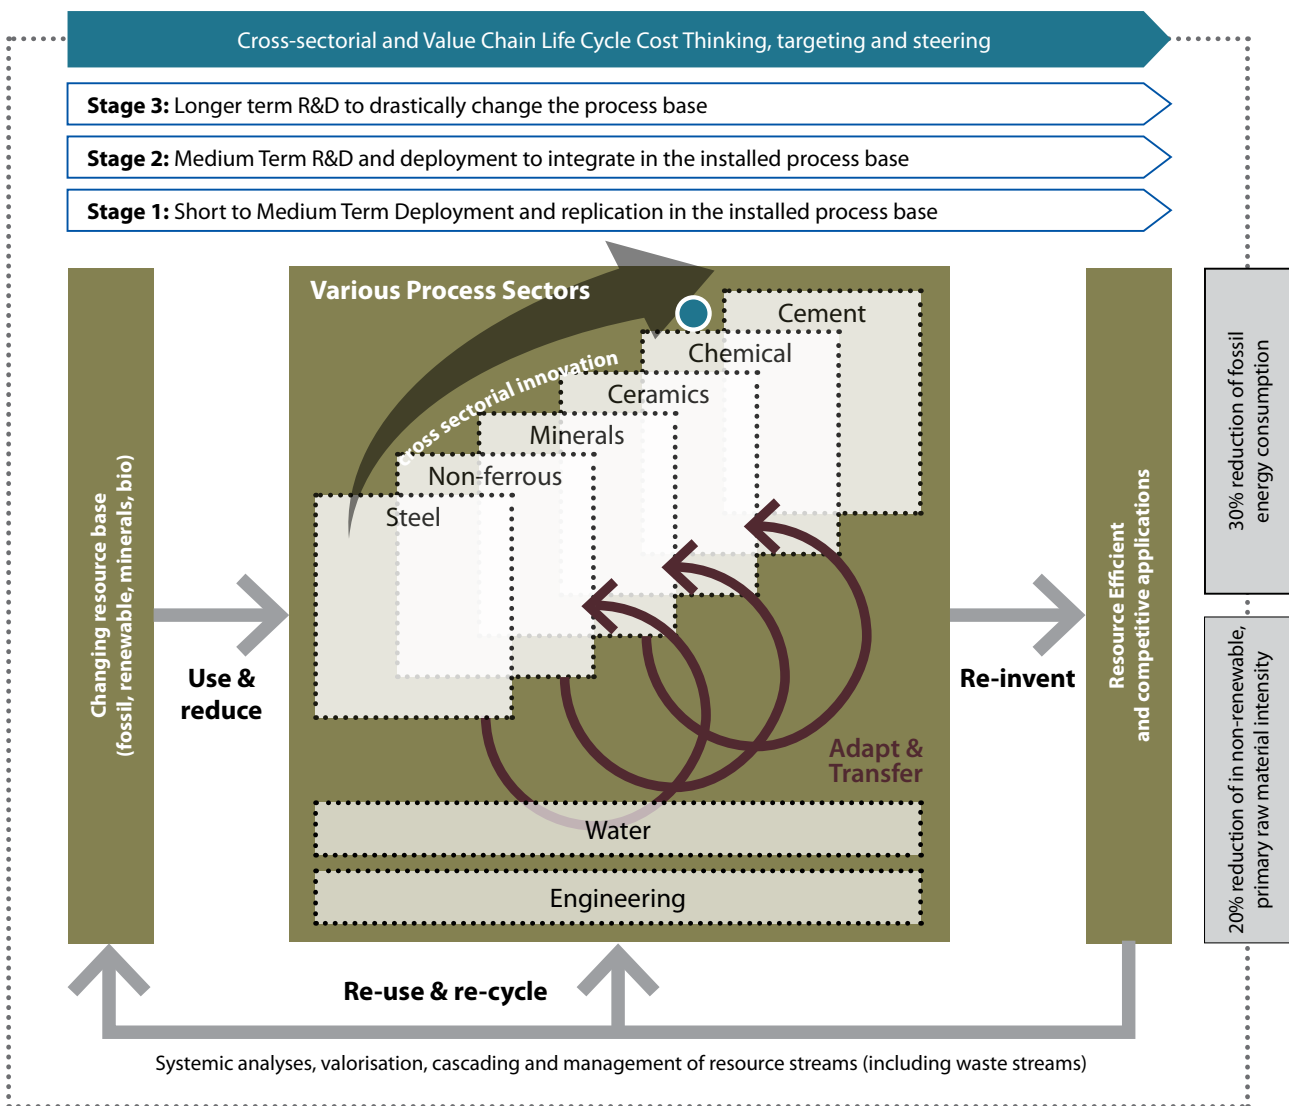 Cross-sectorial and Value Chain Life Cycle Cost Thinking, targeting and steering
Stage 3: Longer term R&D to drastically change the process base
Stage 2: Medium Term R&D and deployment to integrate in the installed process base
Stage 1: Short to Medium Term Deployment and replication in the installed process base
Changing resource base
(fossil, renewable, minerals, bio)
Use &
reduce
Various Process Sectors
cross sectorial innovation
Cement
Chemical
Ceramics
Minerals
Non-ferrous
Steel
Adapt &
Transfer
Water
Engineering
Re-invent
Resource Efficient
and competitive applications
30% reduction of fossil
energy consumption
20% reduction of in non-renewable,
primary raw material intensity
Re-use & re-cycle
Systemic analyses, valorisation, cascading and management of resource streams (including waste streams)